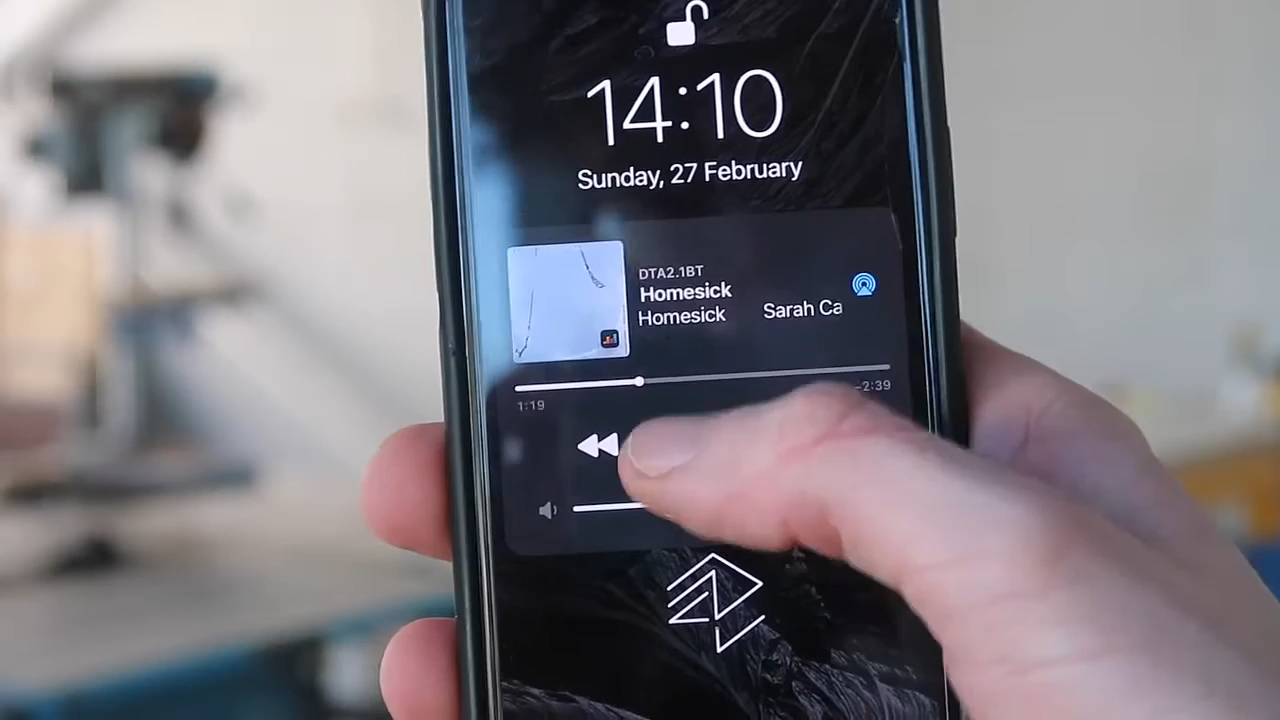 14:10
Sunday, 27 February
DTA2.1BT
Homesick
Homesick Sarah Ca
1:19 -2:39